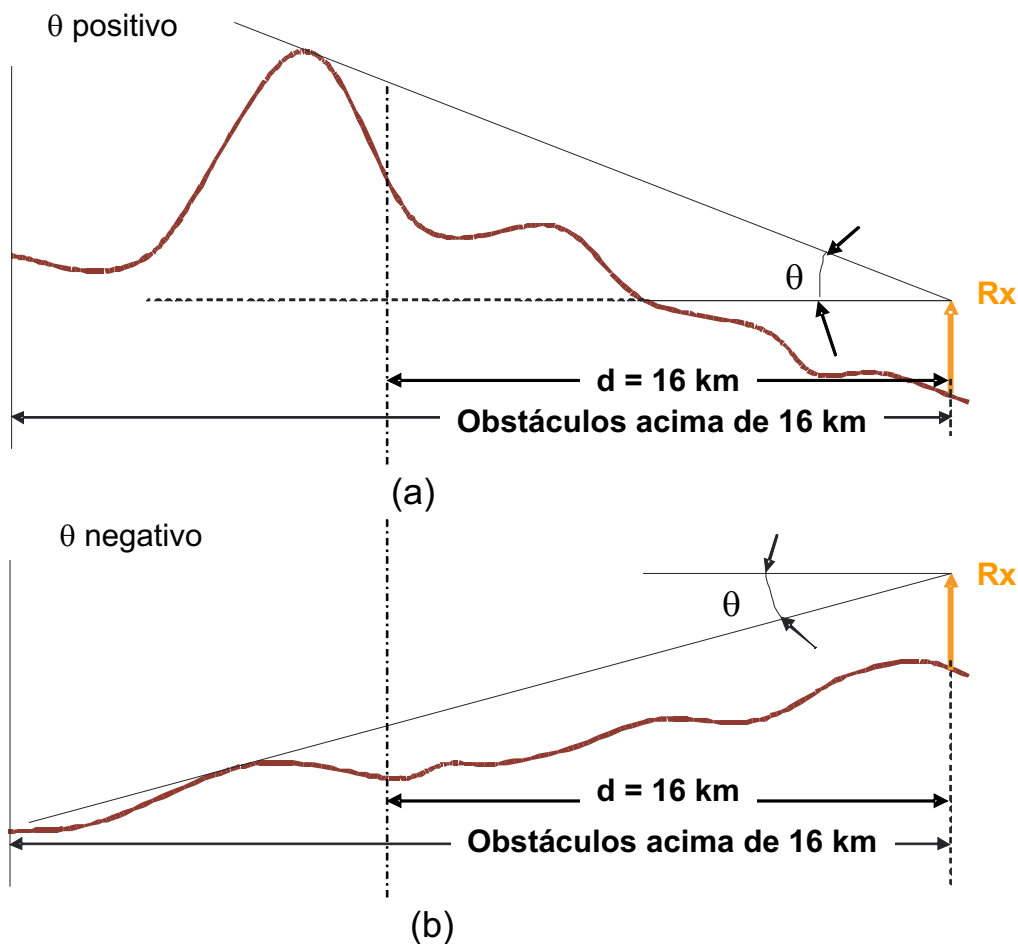 θ positivo
θ
Rx
d = 16 km
Obstáculos acima de 16 km
(a)
θ negativo
Rx
θ
d = 16 km
Obstáculos acima de 16 km
(b)